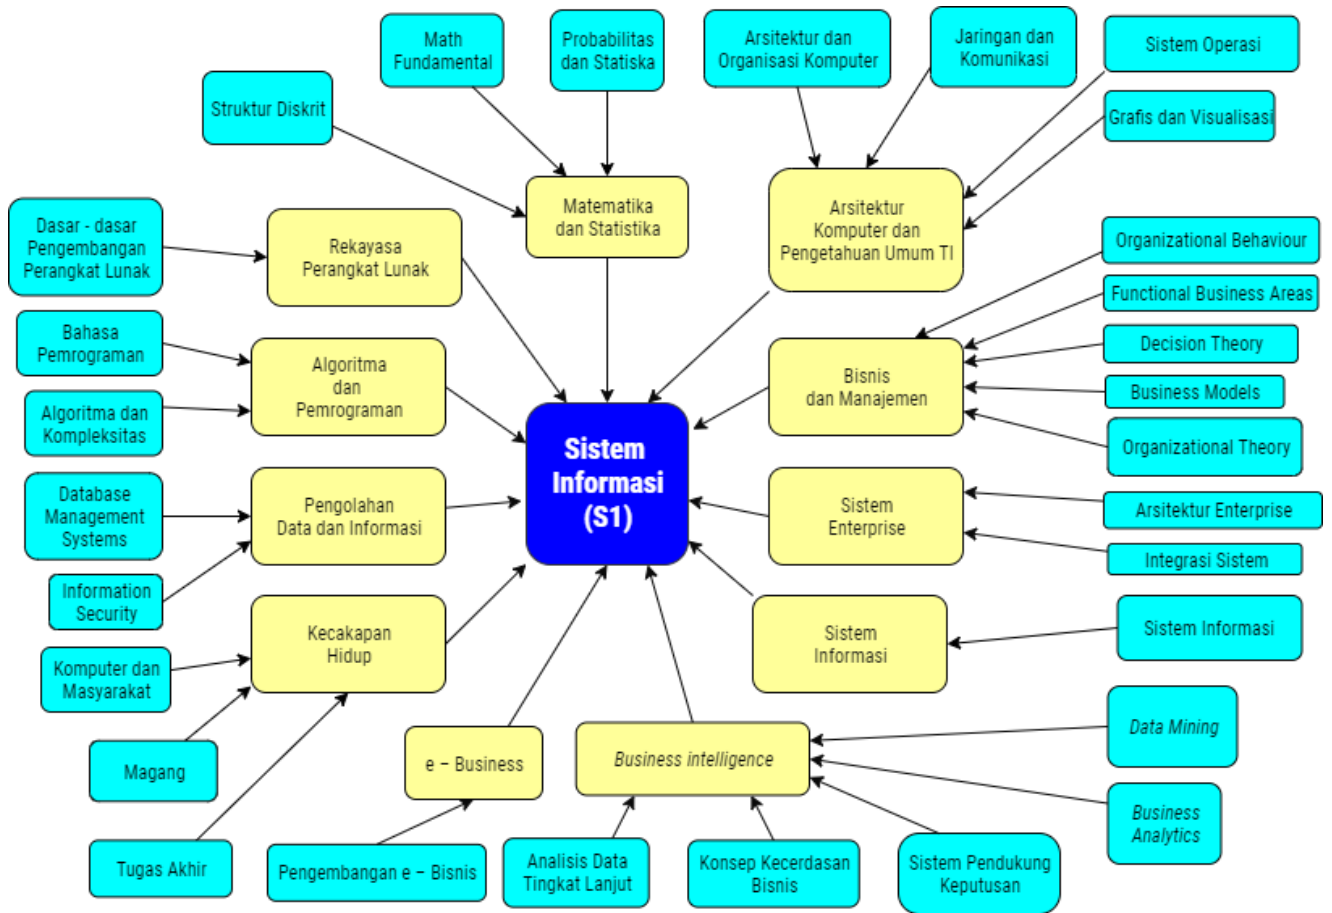 Math
Fundamental
Probabilitas
dan Statiska
Arsitektur dan
Organisasi Komputer
Jaringan dan
Komunikasi
Sistem Operasi
Struktur Diskrit
Grafis dan Visualisasi
Matematika
dan Statistika
Arsitektur
Komputer dan
Pengetahuan Umum TI
Dasar - dasar
Pengembangan
Perangkat Lunak
Rekayasa
Perangkat Lunak
Organizational Behaviour
Functional Business Areas
Bahasa
Pemrograman
Algoritma
dan
Pemrograman
Bisnis
dan Manajemen
Decision Theory
Business Models
Algoritma dan
Kompleksitas
Organizational Theory
Sistem
Informasi
(S1)
Database
Management
Systems
Pengolahan
Data dan Informasi
Sistem
Enterprise
Arsitektur Enterprise
Integrasi Sistem
Information
Security
Kecakapan
Hidup
Sistem
Informasi
Sistem Informasi
Komputer dan
Masyarakat
Magang
e – Business
Business intelligence
Data Mining
Business
Analytics
Tugas Akhir
Pengembangan e – Bisnis
Analisis Data
Tingkat Lanjut
Konsep Kecerdasan
Bisnis
Sistem Pendukung
Keputusan